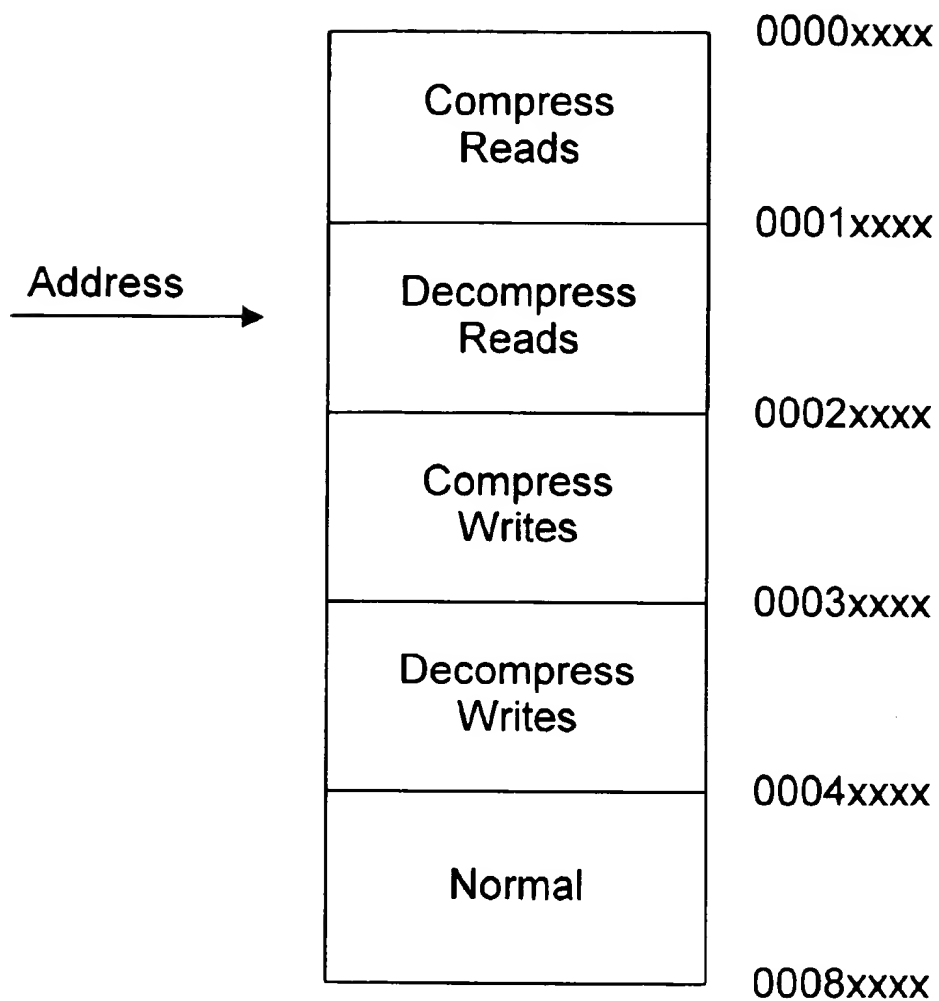 0000xxxx
Compress
Reads
0001xxxx
Address
Decompress
Reads
0002xxxx
Compress
Writes
0003xxxx
Decompress
Writes
0004xxxx
Normal
0008xxxx